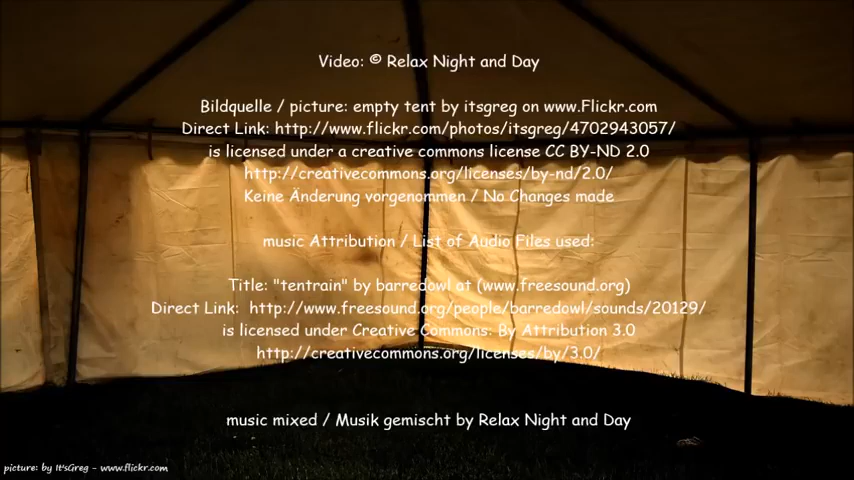 Video: © Relax Night and Day
Bildquelle / picture: empty tent by itsgreg on www.Flickr.com
Direct Link: http://www.flickr.com/photos/itsgreg/4702943057/
is licensed under a creative commons license CC BY-ND 2.0
http://creativecommons.org/licenses/by-nd/2.0/
Keine Änderung vorgenommen / No Changes made
music Attribution / List of Audio Files used:
Title: "tentrain" by barredowl at (www.freesound.org)
Direct Link: http://www.freesound.org/people/barredowl/sounds/20129/
is licensed under Creative Commons: By Attribution 3.0
http://creativecommons.org/licenses/by/3.0/
music mixed / Musik gemischt by Relax Night and Day
picture: by It'sGreg - www.flickr.com